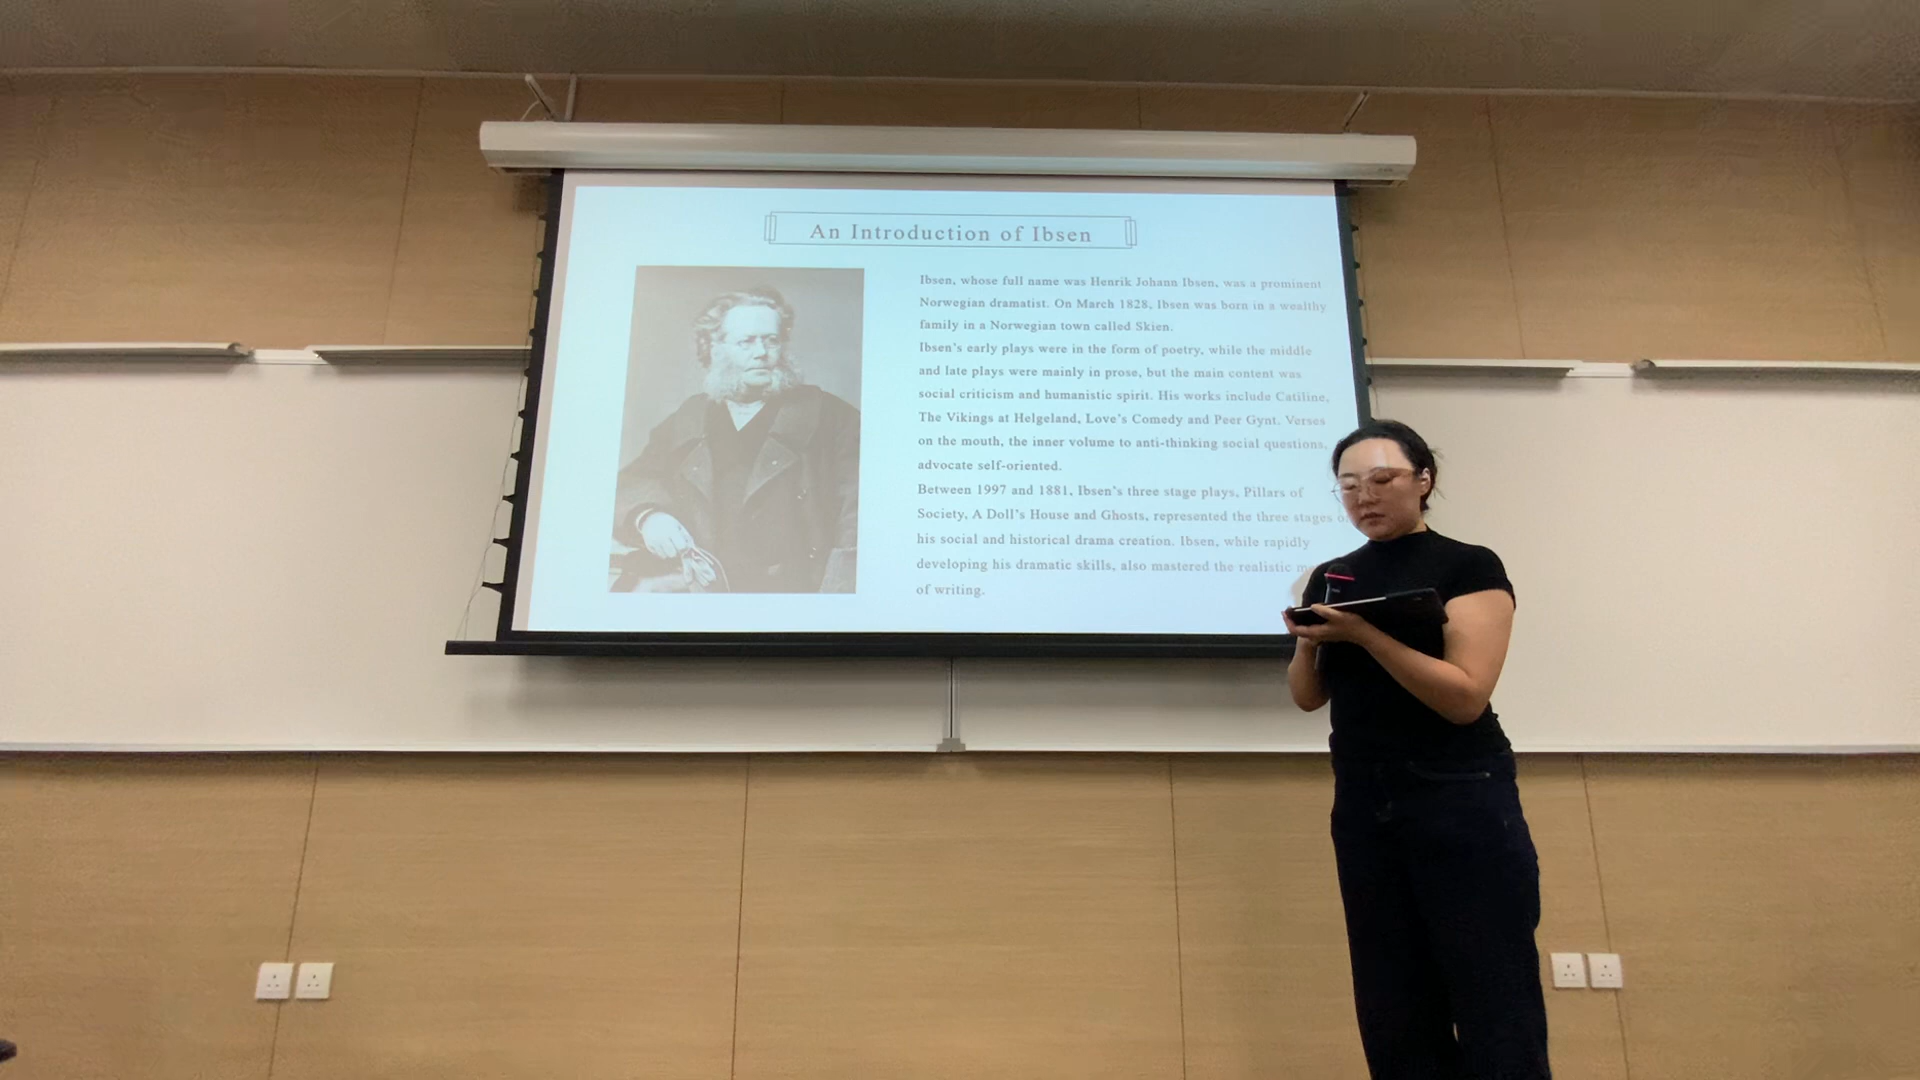 An Introduction of Ibsen
Ibsen, whose full name was Henrik Johann Ibsen, was a prominent
Norwegian dramatist. On March 1828, Ibsen was born in a wealthy
family in a Norwegian town called Skien.
Ibsen's early plays were in the form of poetry, while the middle
and late plays were mainly in prose, but the main content was
social criticism and humanistic spirit. His works include Catiline,
The Vikings at Helgeland, Love's Comedy and Peer Gynt. Verses
on the mouth, the inner volume to anti-thinking social questions,
advocate self-oriented.
Between 1997 and 1881, Ibsen's three stage plays, Pillars of
Society, A Doll's House and Ghosts, represented the three stages
his social and historical drama creation. Ibsen, while rapidly
developing his dramatic skills, also mastered the realistic
of writing.